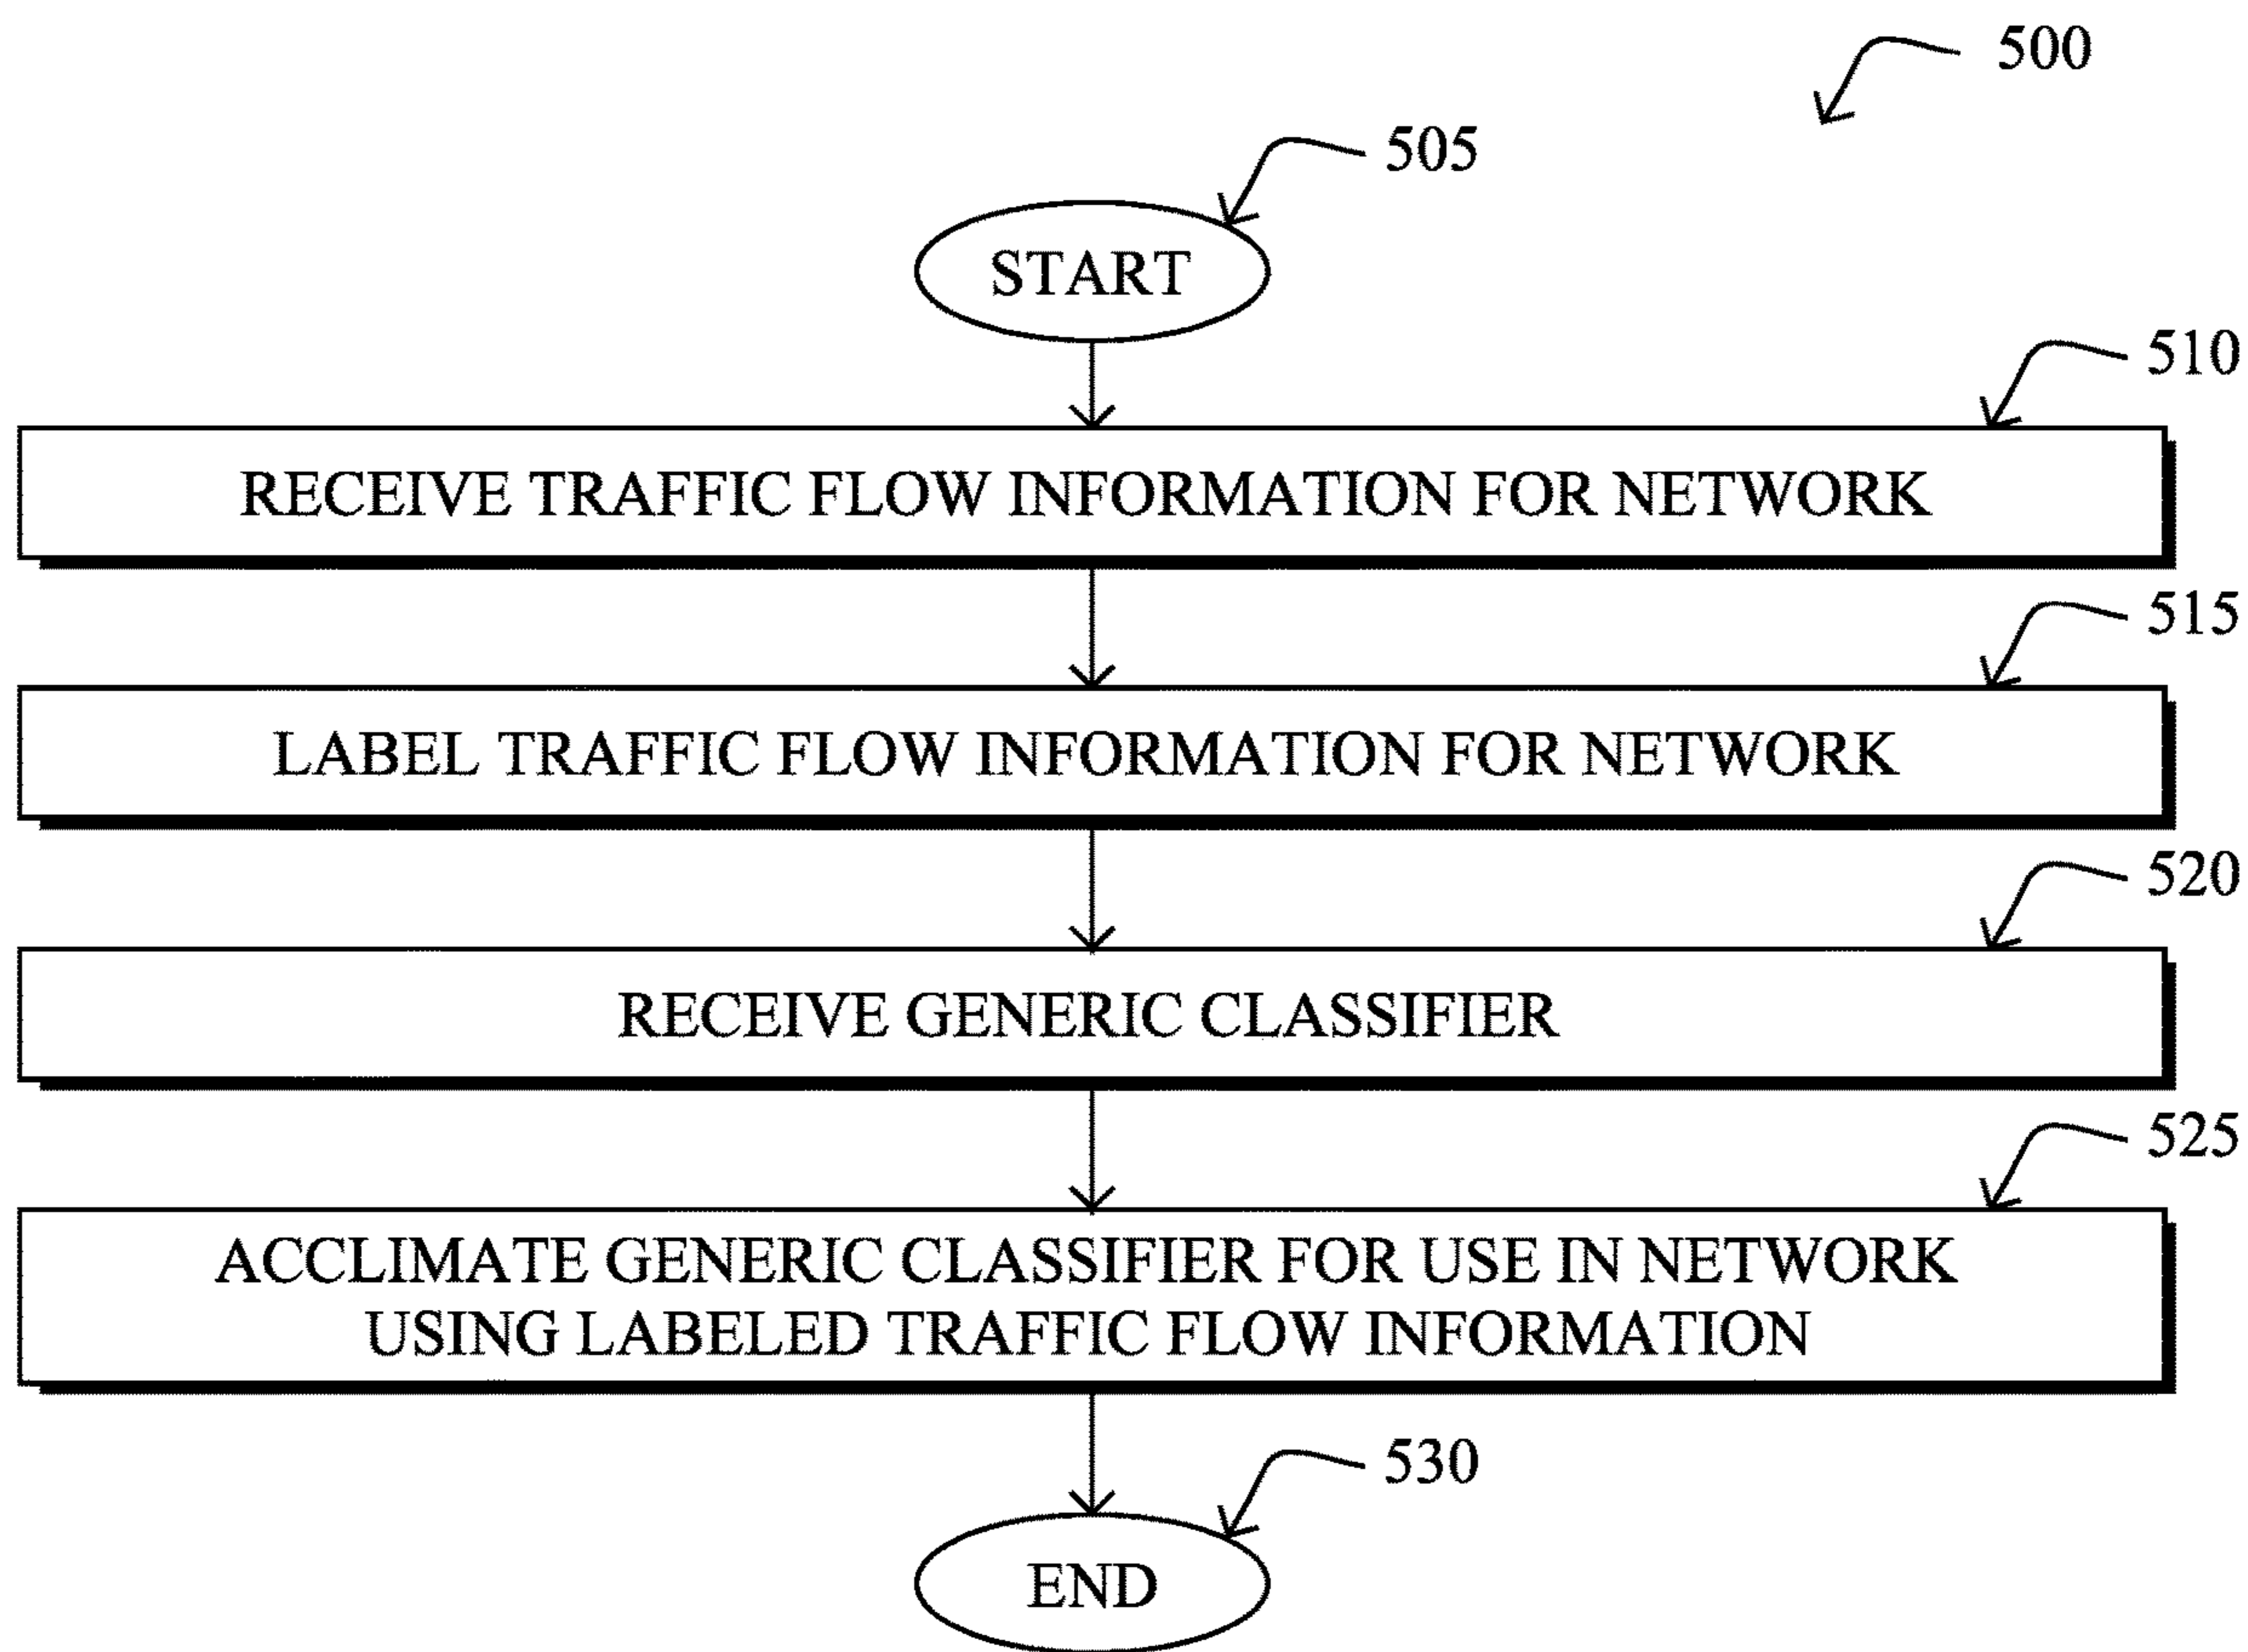 500
505
START
510
RECEIVE TRAFFIC FLOW INFORMATION FOR NETWORK
515
LABEL TRAFFIC FLOW INFORMATION FOR NETWORK
520
RECEIVE GENERIC CLASSIFIER
525
ACCLIMATE GENERIC CLASSIFIER FOR USE IN NETWORK
USING LABELED TRAFFIC FLOW INFORMATION
530
END